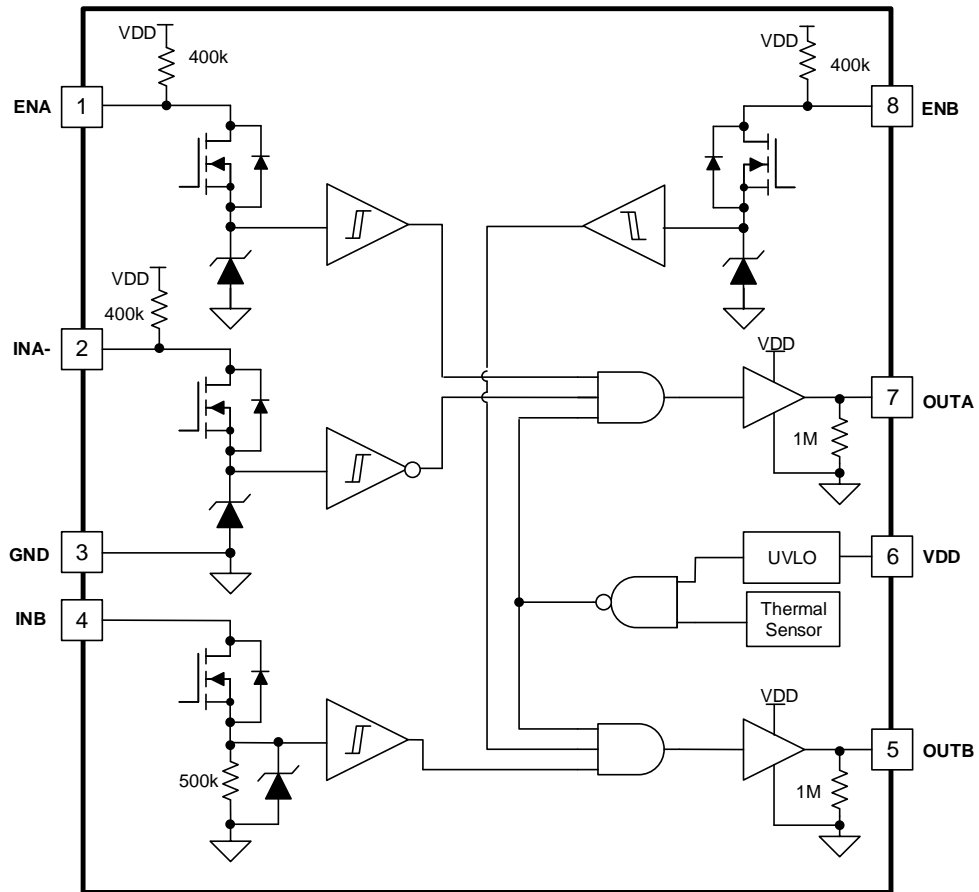 VDD
400k
ENA
1
VDD
400k
8
ENB
VDD
400k
INA-
2
VDD
7
OUTA
1M
GND
3
UVLO
6
VDD
INB
4
Thermal
Sensor
VDD
5
OUTB
500k
1M